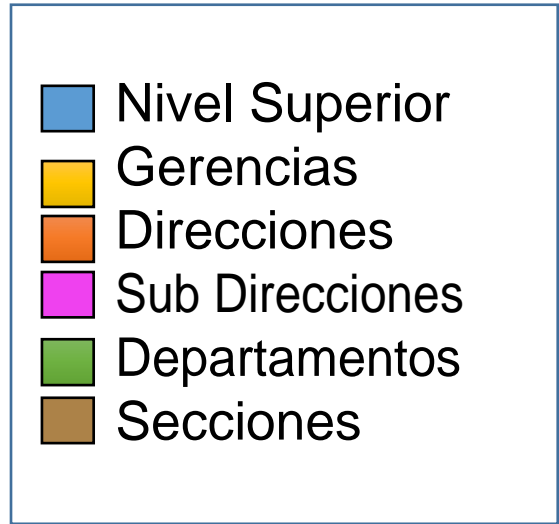 Nivel Superior
Gerencias
Direcciones
Sub Direcciones
Departamentos
Secciones